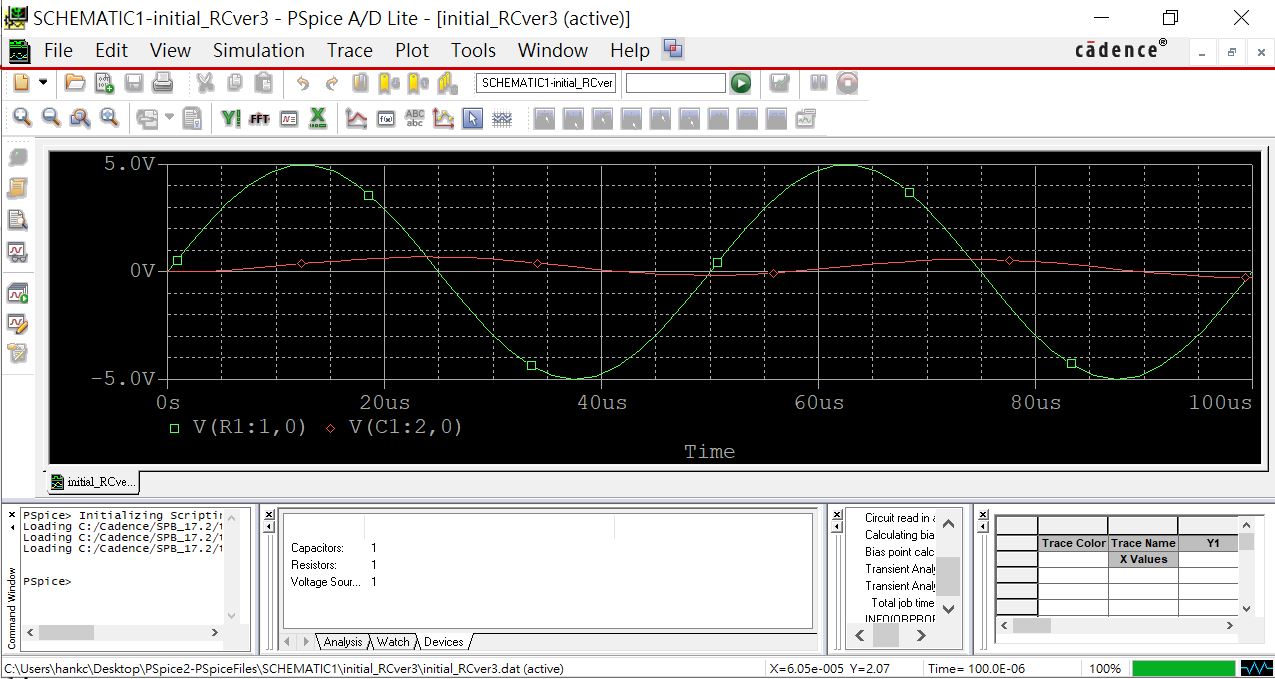 SCHEMATIC1-initial_RCver3 - PSpice A/D Lite - [initial_RCver3 (active)]
File Edit View Simulation Trace Plot Tools Window Help cādence®
SCHEMATIC1-initial_RCver
FFT
ABC
abc
5.0V
0V
-5.0V
0s 20us 40us 60us 80us 100us
V(R1:1,0) V(C1:2,0)
Time
initial_RCve...
Command Window
PSpice> Initializing Scriptin
Loading C:/Cadence/SPB_17.2/t
Loading C:/Cadence/SPB_17.2/t
Loading C:/Cadence/SPB_17.2/t
PSpice>
Capacitors: 1
Resistors: 1
Voltage Sour... 1
Analysis Watch Devices
Circuit read in a
Calculating bia
Bias point calc
Transient Analy
Transient Analy
Total job time
Trace Color Trace Name Y1
X Values
C:\Users\hankc\Desktop\PSpice2-PSpiceFiles\SCHEMATIC1\initial_RCver3\initial_RCver3.dat (active) X=6.05e-005 Y=2.07 Time= 100.0E-06 100%